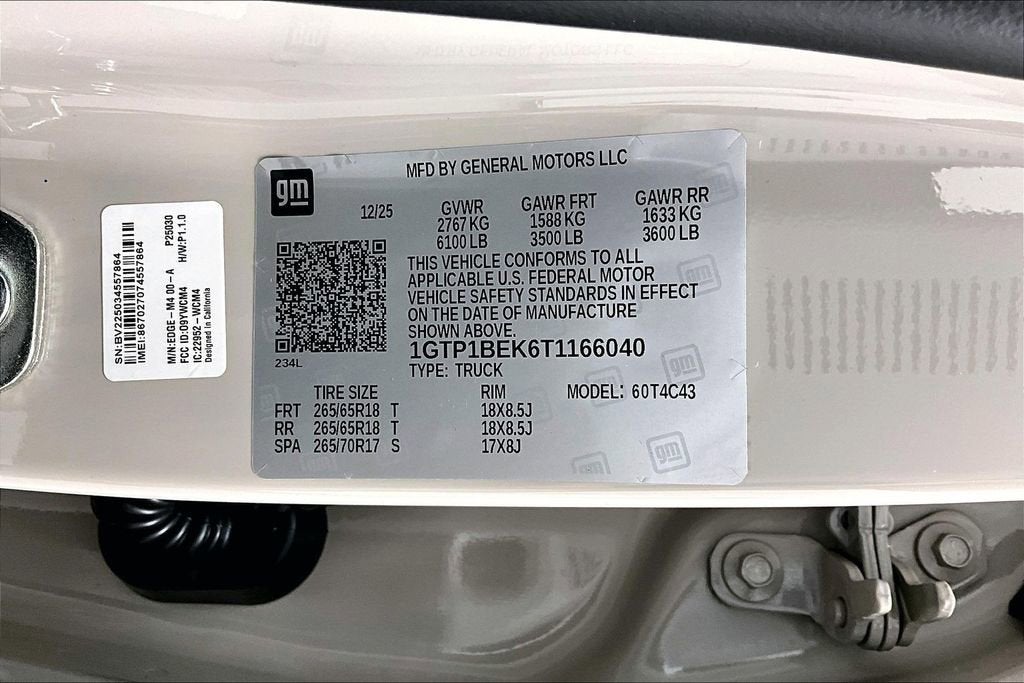 SN:BV225034557864
IMEI:867027074557864
M/N:EDGE-M4 00-A P25030
FCC ID:O9YWCM4 H/W:P1.1.0
IC:22952-WCM4
Designed in California
gm
MFD BY GENERAL MOTORS LLC
12/25
GVWR GAWR FRT GAWR RR
2767 KG 1588 KG 1633 KG
6100 LB 3500 LB 3600 LB
THIS VEHICLE CONFORMS TO ALL
APPLICABLE U.S. FEDERAL MOTOR
VEHICLE SAFETY STANDARDS IN EFFECT
ON THE DATE OF MANUFACTURE
SHOWN ABOVE.
234L
1GTP1BEK6T1166040
TYPE: TRUCK
TIRE SIZE RIM MODEL: 60T4C43
FRT 265/65R18 T 18X8.5J
RR 265/65R18 T 18X8.5J
SPA 265/70R17 S 17X8J